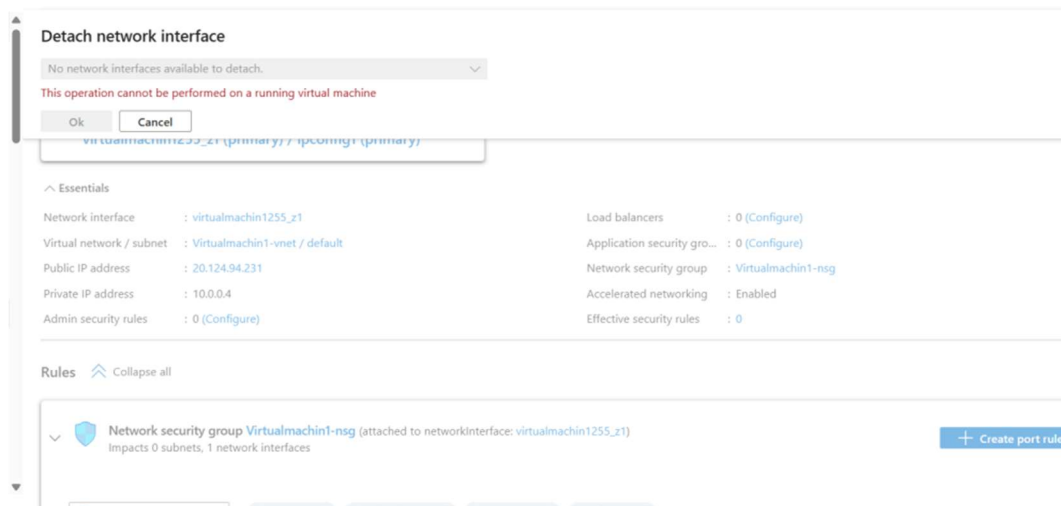 Detach network interface
No network interfaces available to detach.
This operation cannot be performed on a running virtual machine
Ok Cancel
virtualmachin1255_z1 (primary) / ipconfig1 (primary)
Essentials
Network interface : virtualmachin1255_z1 Load balancers : 0 (Configure)
Virtual network / subnet : Virtualmachin1-vnet / default Application security gro... : 0 (Configure)
Public IP address : 20.124.94.231 Network security group : Virtualmachin1-nsg
Private IP address : 10.0.0.4 Accelerated networking : Enabled
Admin security rules : 0 (Configure) Effective security rules : 0
Rules Collapse all
Network security group Virtualmachin1-nsg (attached to networkInterface: virtualmachin1255_z1)
Impacts 0 subnets, 1 network interfaces
Create port rule